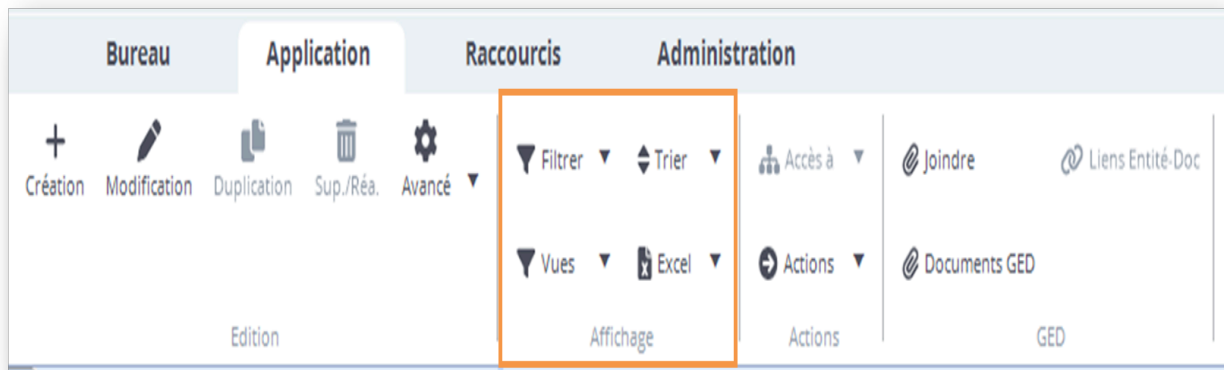 Bureau Application Raccourcis Administration
Création Modification Duplication Sup./Réa. Avancé
Filtrer Trier
Vues Excel
Accès à
Actions
Joindre Liens Entité-Doc
Documents GED
Edition Affichage Actions GED